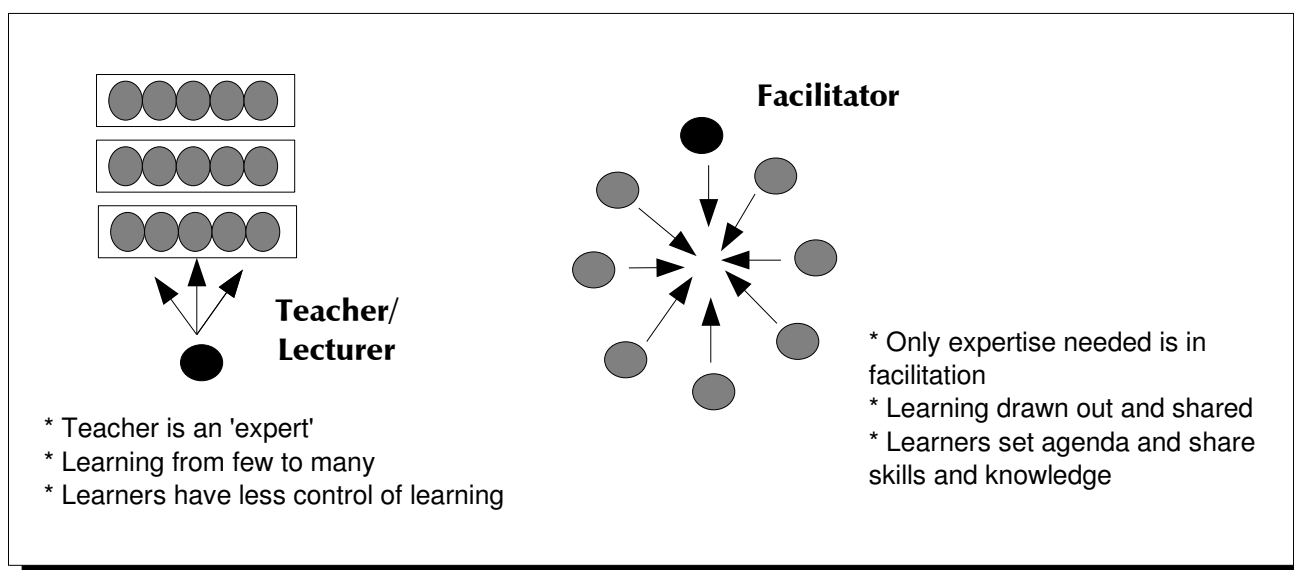 Teacher/
Lecturer
* Teacher is an 'expert'
* Learning from few to many
* Learners have less control of learning
Facilitator
* Only expertise needed is in
facilitation
* Learning drawn out and shared
* Learners set agenda and share
skills and knowledge